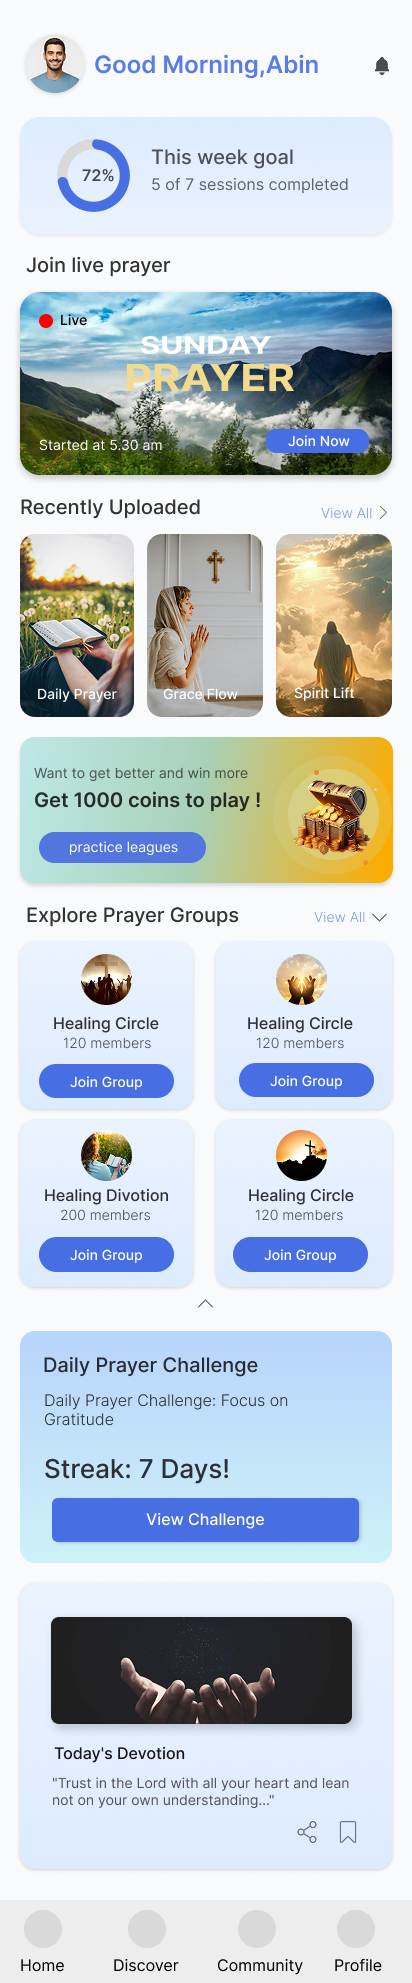 Good Morning,Abin
72%
This week goal
5 of 7 sessions completed
Join live prayer
Live
SUNDAY
PRAYER
Started at 5.30 am
Join Now
Recently Uploaded
View All
Daily Prayer
Grace Flow
Spirit Lift
Want to get better and win more
Get 1000 coins to play !
practice leagues
Explore Prayer Groups
View All
Healing Circle
120 members
Join Group
Healing Circle
120 members
Join Group
Healing Divotion
200 members
Join Group
Healing Circle
120 members
Join Group
Daily Prayer Challenge
Daily Prayer Challenge: Focus on
Gratitude
Streak: 7 Days!
View Challenge
Today's Devotion
"Trust in the Lord with all your heart and lean
not on your own understanding..."
Home
Discover
Community
Profile